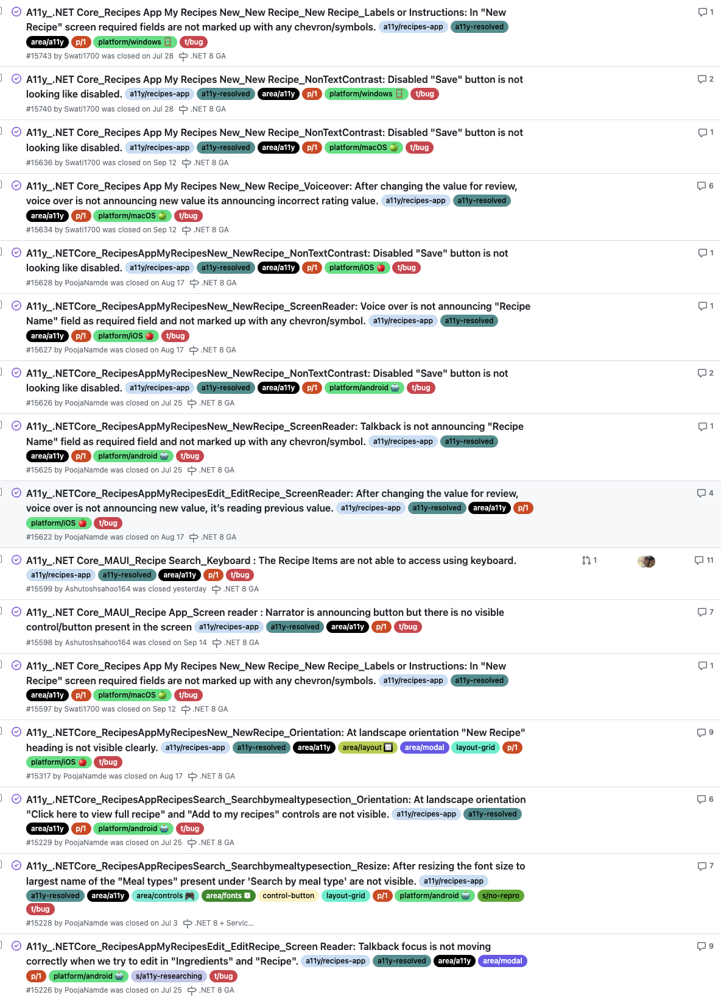 A11y_.NET Core_Recipes App My Recipes New_New Recipe_New Recipe_Labels or Instructions: In "New 1
Recipe" screen required fields are not marked up with any chevron/symbols. a11y/recipes-app a11y-resolved
area/a11y p/1 platform/windows 🪟 t/bug
#15743 by Swati1700 was closed on Jul 28 .NET 8 GA
A11y_.NET Core_Recipes App My Recipes New_New Recipe_NonTextContrast: Disabled "Save" button is not 2
looking like disabled. a11y/recipes-app a11y-resolved area/a11y p/1 platform/windows 🪟 t/bug
#15740 by Swati1700 was closed on Jul 28 .NET 8 GA
A11y_.NET Core_Recipes App My Recipes New_New Recipe_NonTextContrast: Disabled "Save" button is not 1
looking like disabled. a11y/recipes-app a11y-resolved area/a11y p/1 platform/macOS 🍏 t/bug
#15636 by Swati1700 was closed on Sep 12 .NET 8 GA
A11y_.NET Core_Recipes App My Recipes New_New Recipe_Voiceover: After changing the value for review, 6
voice over is not announcing new value its announcing incorrect rating value. a11y/recipes-app a11y-resolved
area/a11y p/1 platform/macOS 🍏 t/bug
#15634 by Swati1700 was closed on Sep 12 .NET 8 GA
A11y_.NETCore_RecipesAppMyRecipesNew_NewRecipe_NonTextContrast: Disabled "Save" button is not 1
looking like disabled. a11y/recipes-app a11y-resolved area/a11y p/1 platform/iOS 🍎 t/bug
#15628 by PoojaNamde was closed on Aug 17 .NET 8 GA
A11y_.NETCore_RecipesAppMyRecipesNew_NewRecipe_ScreenReader: Voice over is not announcing "Recipe 1
Name" field as required field and not marked up with any chevron/symbol. a11y/recipes-app a11y-resolved
area/a11y p/1 platform/iOS 🍎 t/bug
#15627 by PoojaNamde was closed on Aug 17 .NET 8 GA
A11y_.NETCore_RecipesAppMyRecipesNew_NewRecipe_NonTextContrast: Disabled "Save" button is not 2
looking like disabled. a11y/recipes-app a11y-resolved area/a11y p/1 platform/android 🤖 t/bug
#15626 by PoojaNamde was closed on Jul 25 .NET 8 GA
A11y_.NETCore_RecipesAppMyRecipesNew_NewRecipe_ScreenReader: Talkback is not announcing "Recipe 1
Name" field as required field and not marked up with any chevron/symbol. a11y/recipes-app a11y-resolved
area/a11y p/1 platform/android 🤖 t/bug
#15625 by PoojaNamde was closed on Jul 25 .NET 8 GA
A11y_.NETCore_RecipesAppMyRecipesEdit_EditRecipe_ScreenReader: After changing the value for review, 4
voice over is not announcing new value, it’s reading previous value. a11y/recipes-app a11y-resolved area/a11y p/1
platform/iOS 🍎 t/bug
#15622 by PoojaNamde was closed on Aug 17 .NET 8 GA
A11y_.NET Core_MAUI_Recipe Search_Keyboard : The Recipe Items are not able to access using keyboard. 1 11
a11y/recipes-app a11y-resolved area/a11y p/1 t/bug
#15599 by Ashutoshsahoo164 was closed yesterday .NET 8 GA
A11y_.NET Core_MAUI_Recipe App_Screen reader : Narrator is announcing button but there is no visible 7
control/button present in the screen a11y/recipes-app a11y-resolved area/a11y p/1 t/bug
#15598 by Ashutoshsahoo164 was closed on Sep 14 .NET 8 GA
A11y_.NET Core_Recipes App My Recipes New_New Recipe_New Recipe_Labels or Instructions: In "New 1
Recipe" screen required fields are not marked up with any chevron/symbols. a11y/recipes-app a11y-resolved
area/a11y p/1 platform/macOS 🍏 t/bug
#15597 by Swati1700 was closed on Sep 12 .NET 8 GA
A11y_.NETCore_RecipesAppMyRecipesNew_NewRecipe_Orientation: At landscape orientation "New Recipe" 9
heading is not visible clearly. a11y/recipes-app a11y-resolved area/a11y area/layout 🔲 area/modal layout-grid p/1
platform/iOS 🍎 t/bug
#15317 by PoojaNamde was closed on Aug 17 .NET 8 GA
A11y_.NETCore_RecipesAppRecipesSearch_Searchbymealtypesection_Orientation: At landscape orientation 6
"Click here to view full recipe" and "Add to my recipes" controls are not visible. a11y/recipes-app a11y-resolved
area/a11y p/1 platform/android 🤖 t/bug
#15229 by PoojaNamde was closed on Jul 25 .NET 8 GA
A11y_.NETCore_RecipesAppRecipesSearch_Searchbymealtypesection_Resize: After resizing the font size to 7
largest name of the "Meal types" present under 'Search by meal type' are not visible. a11y/recipes-app
a11y-resolved area/a11y area/controls 🎮 area/fonts 🔠 control-button layout-grid p/1 platform/android 🤖 s/no-repro
t/bug
#15228 by PoojaNamde was closed on Jul 3 .NET 8 + Servic...
A11y_.NETCore_RecipesAppMyRecipesEdit_EditRecipe_Screen Reader: Talkback focus is not moving 9
correctly when we try to edit in "Ingredients" and "Recipe". a11y/recipes-app a11y-resolved area/a11y area/modal
p/1 platform/android 🤖 s/a11y-researching t/bug
#15226 by PoojaNamde was closed on Jul 25 .NET 8 GA